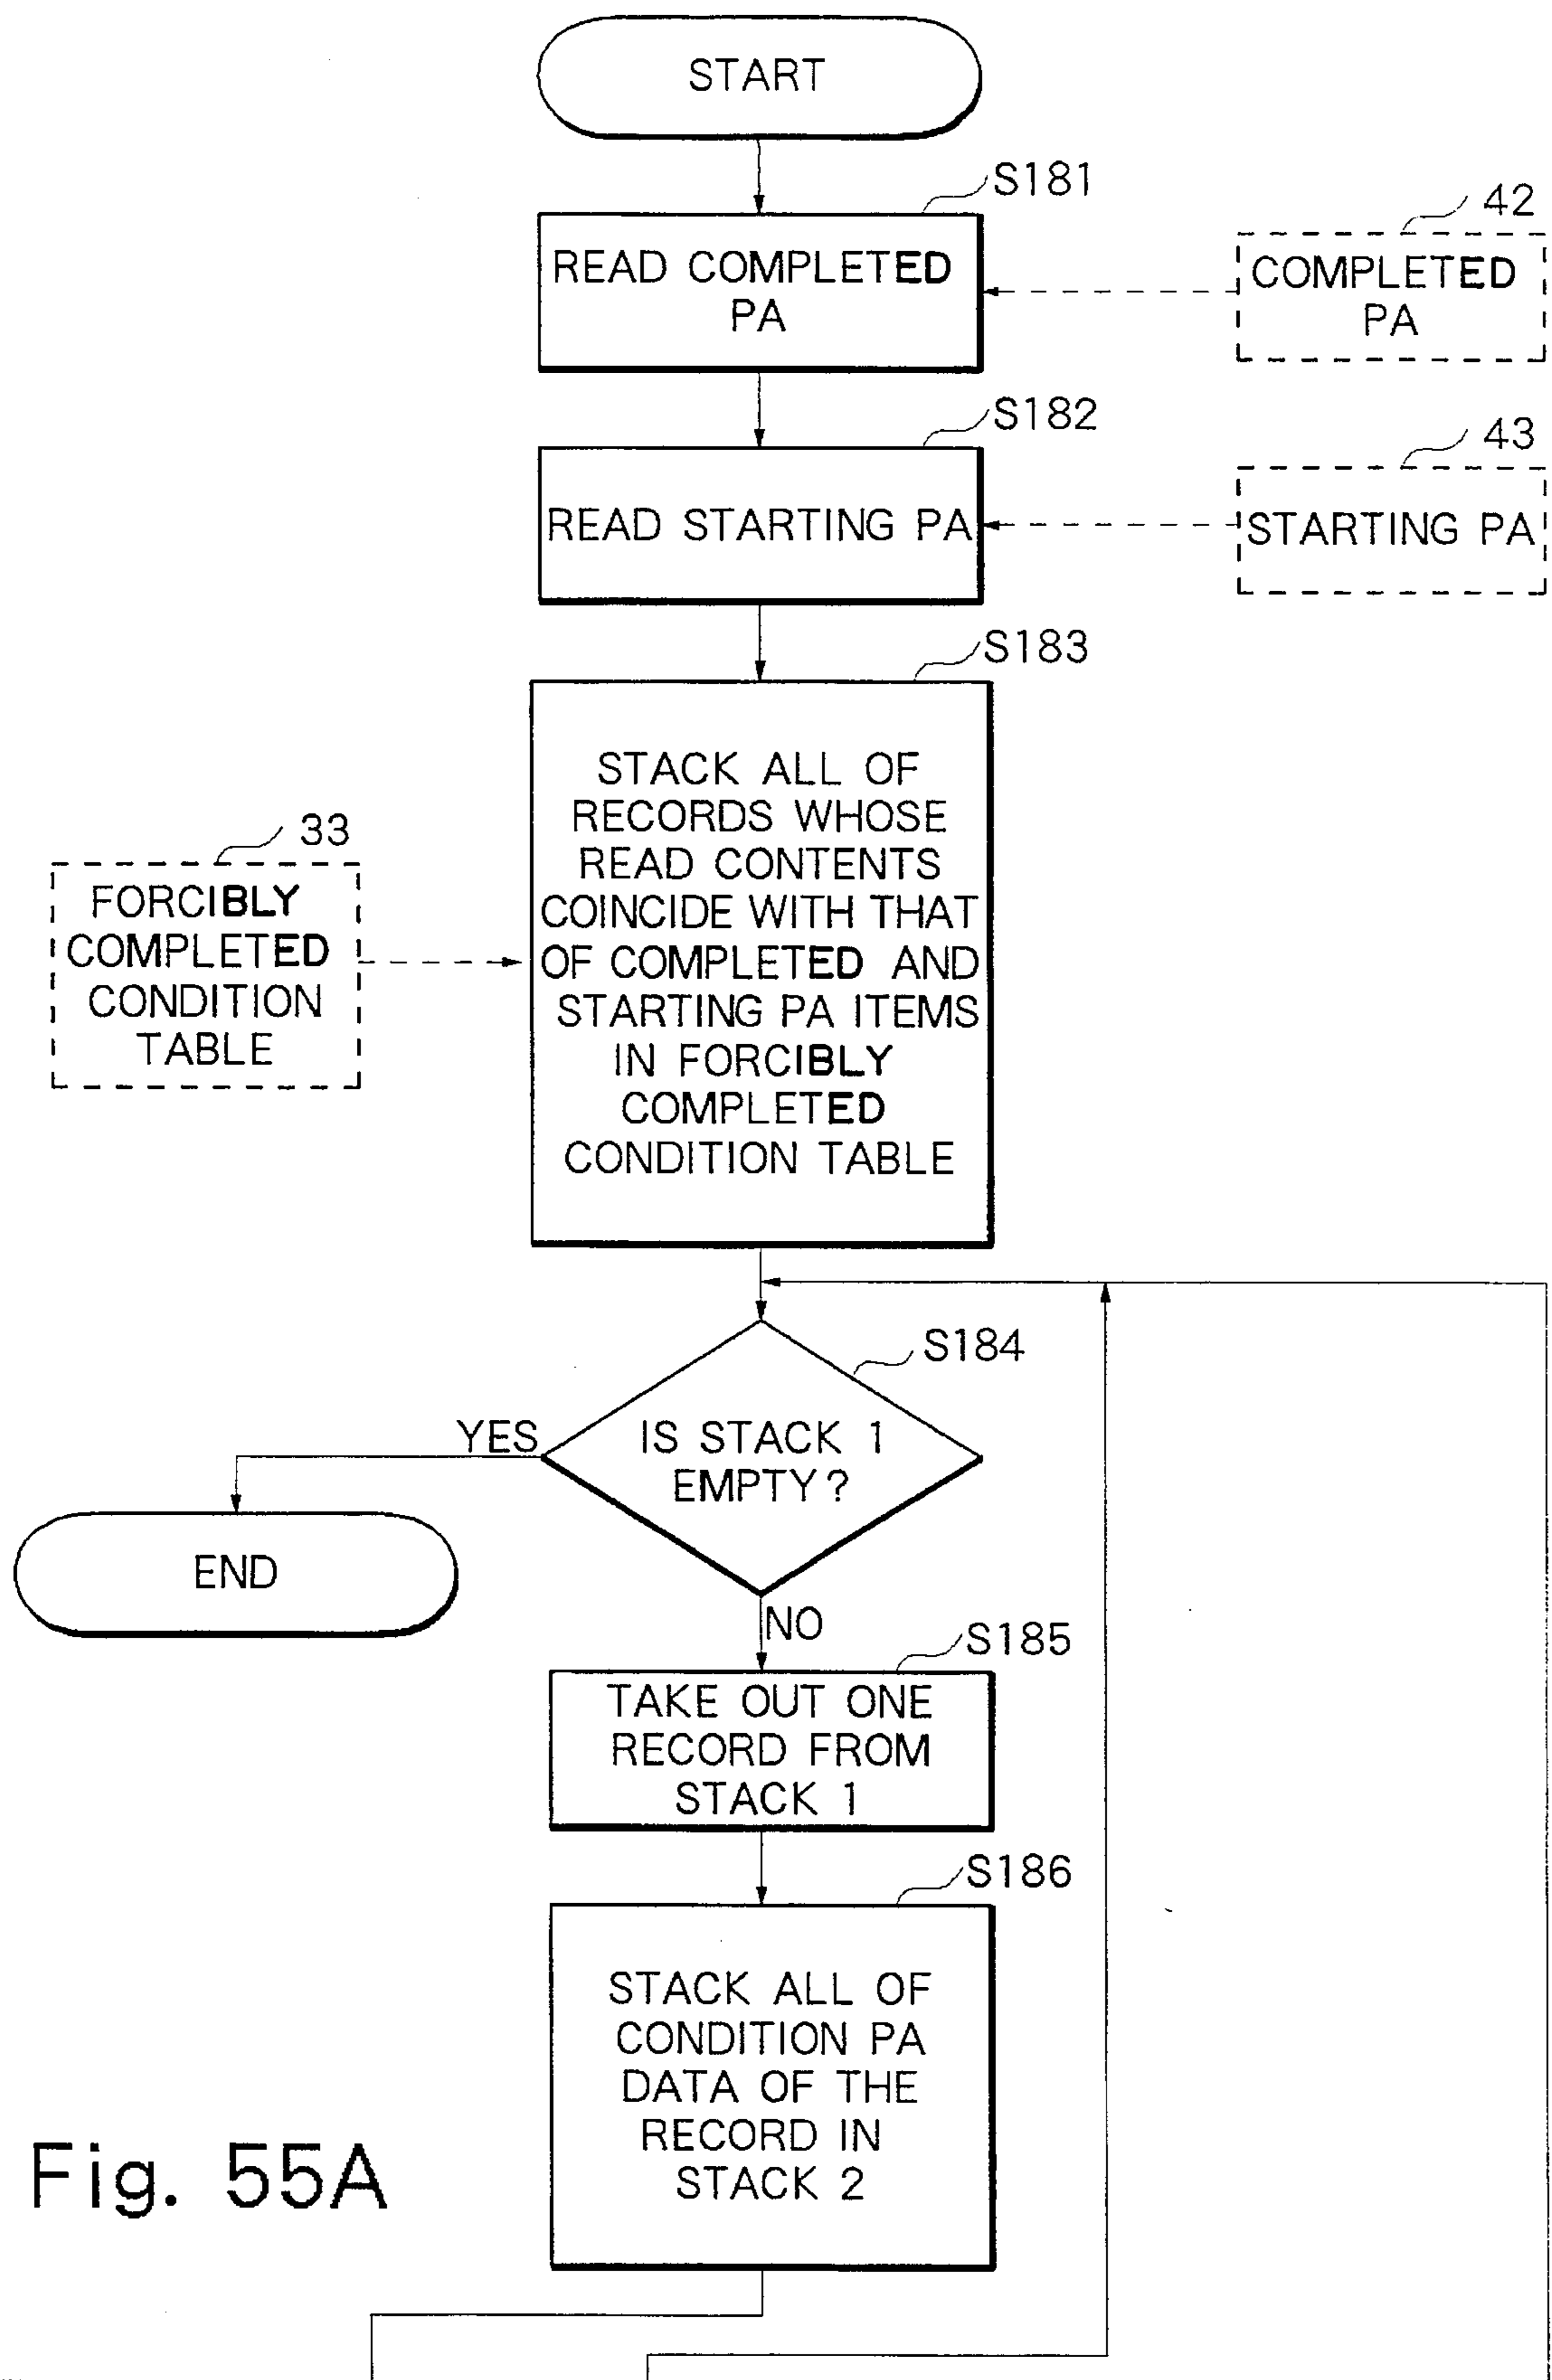 START
S181
READ COMPLETED
PA
42
COMPLETED
PA
S182
READ STARTING PA
43
STARTING PA
S183
STACK ALL OF
RECORDS WHOSE
READ CONTENTS
COINCIDE WITH THAT
OF COMPLETED AND
STARTING PA ITEMS
IN FORCIBLY
COMPLETED
CONDITION TABLE
33
FORCIBLY
COMPLETED
CONDITION
TABLE
S184
IS STACK 1
EMPTY?
YES
END
NO
S185
TAKE OUT ONE
RECORD FROM
STACK 1
S186
STACK ALL OF
CONDITION PA
DATA OF THE
RECORD IN
STACK 2
Fig. 55A